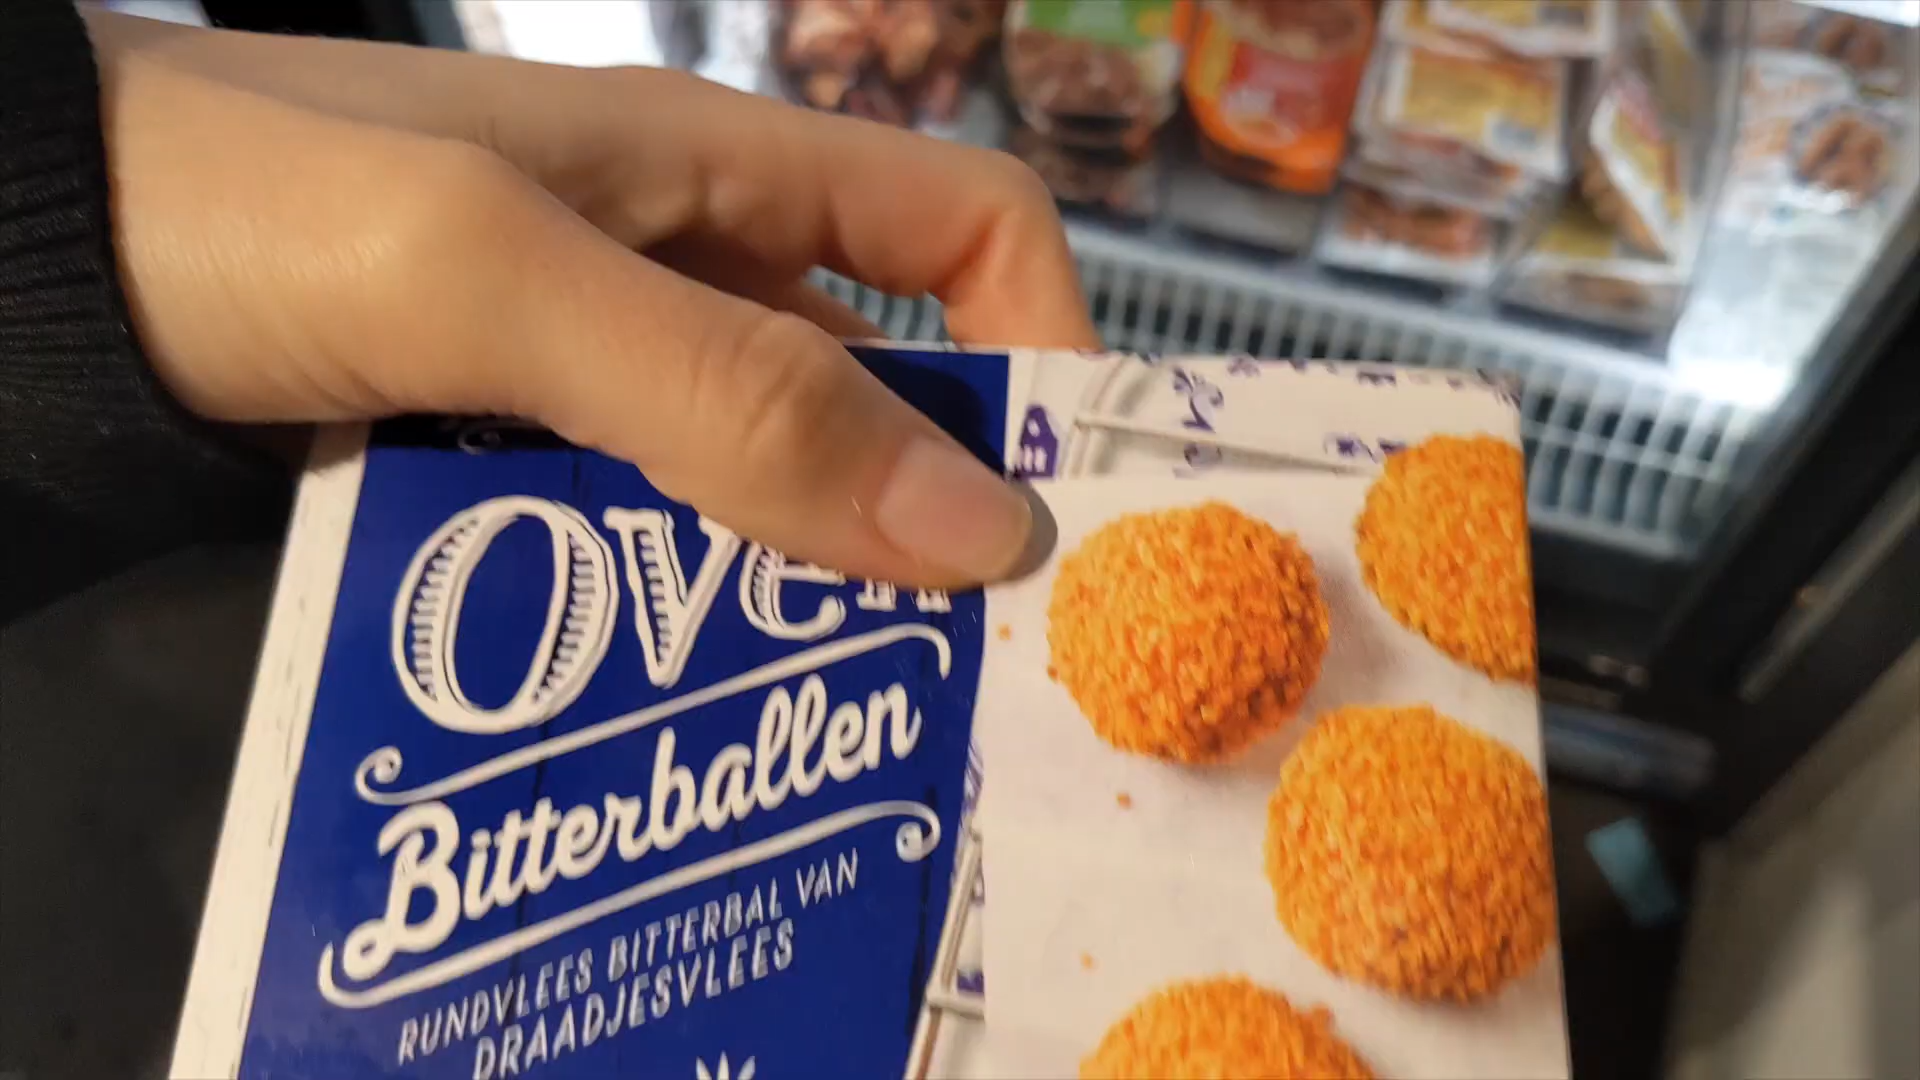 Oven
Bitterballen
RUNDVLEES BITTERBAL VAN
DRAADJESVLEES